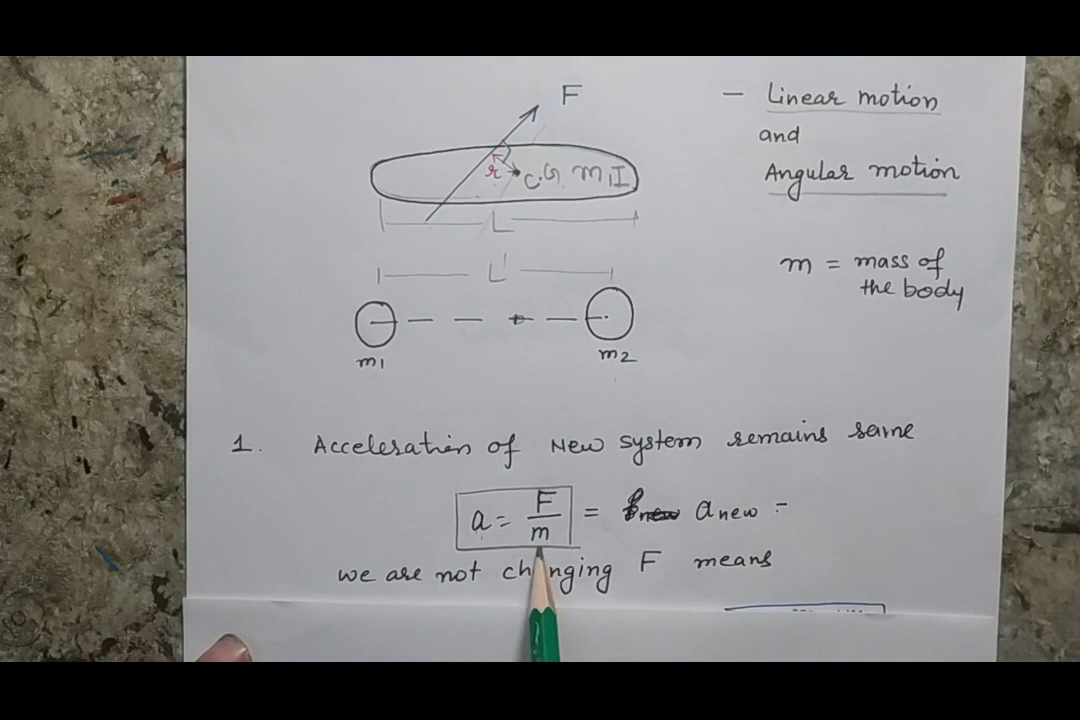 F
r C.G m, I
L
L'
m1 m2
- Linear motion
and
Angular motion
m = mass of
the body
1. Acceleration of New system remains same
a = F/m = a new =
we are not changing F means